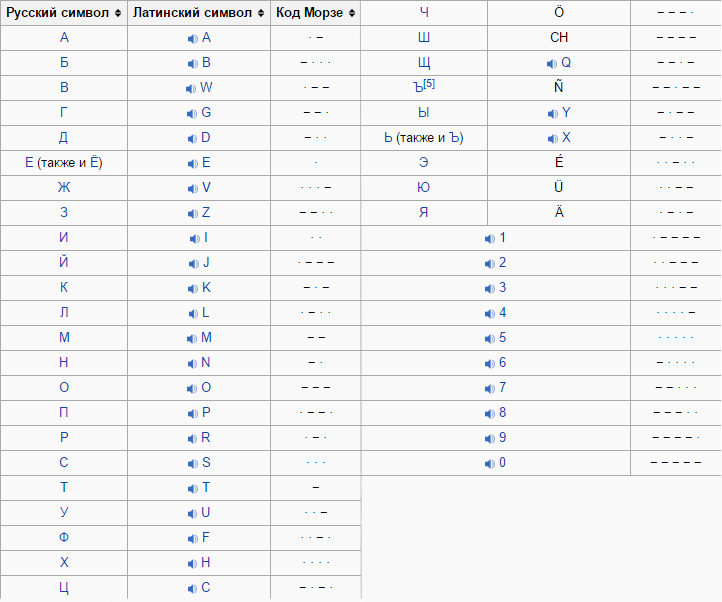 Русский символ Латинский символ Код Морзе Ч Ö – – – ·
А A · – Ш CH – – – –
Б B – · · · Щ Q – – · –
В W · – – Ъ[5] Ñ – – · – –
Г G – – · Ы Y – · – –
Д D – · · Ь (также и Ъ) X – · · –
Е (также и Ё) E · Э É · · – · ·
Ж V · · · – Ю Ü · · – –
З Z – – · · Я Ä · – · –
И I · · 1 · – – – –
Й J · – – – 2 · · – – –
К K – · – 3 · · · – –
Л L · – · · 4 · · · · –
М M – – 5 · · · · ·
Н N – · 6 – · · · ·
О O – – – 7 – – · · ·
П P · – – · 8 – – – · ·
Р R · – · 9 – – – – ·
С S · · · 0 – – – – –
Т T –
У U · · –
Ф F · · – ·
Х H · · · ·
Ц C – · – ·